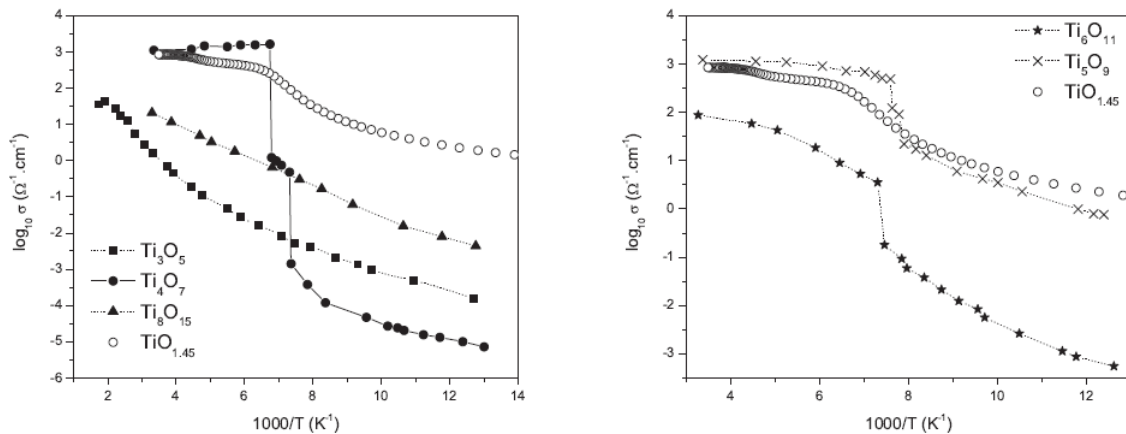 4
3
2
1
0
-1
-2
-3
-4
-5
-6
log₁₀ σ (Ω⁻¹.cm⁻¹)
Ti₃O₅
Ti₄O₇
Ti₈O₁₅
TiO₁.₄₅
2 4 6 8 10 12 14
1000/T (K⁻¹)
4
3
2
1
0
-1
-2
-3
log₁₀ σ (Ω⁻¹.cm⁻¹)
Ti₆O₁₁
Ti₅O₉
TiO₁.₄₅
4 6 8 10 12
1000/T (K⁻¹)